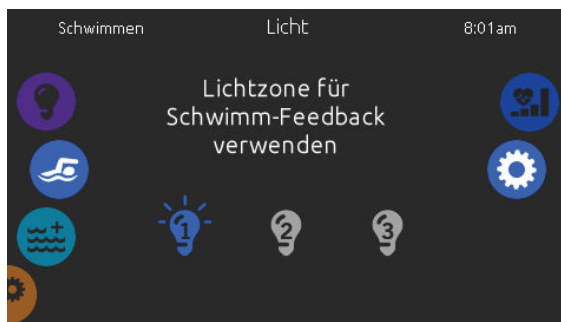 Schwimmen
Licht
8:01am
Lichtzone für
Schwimm-Feedback
verwenden
1
2
3